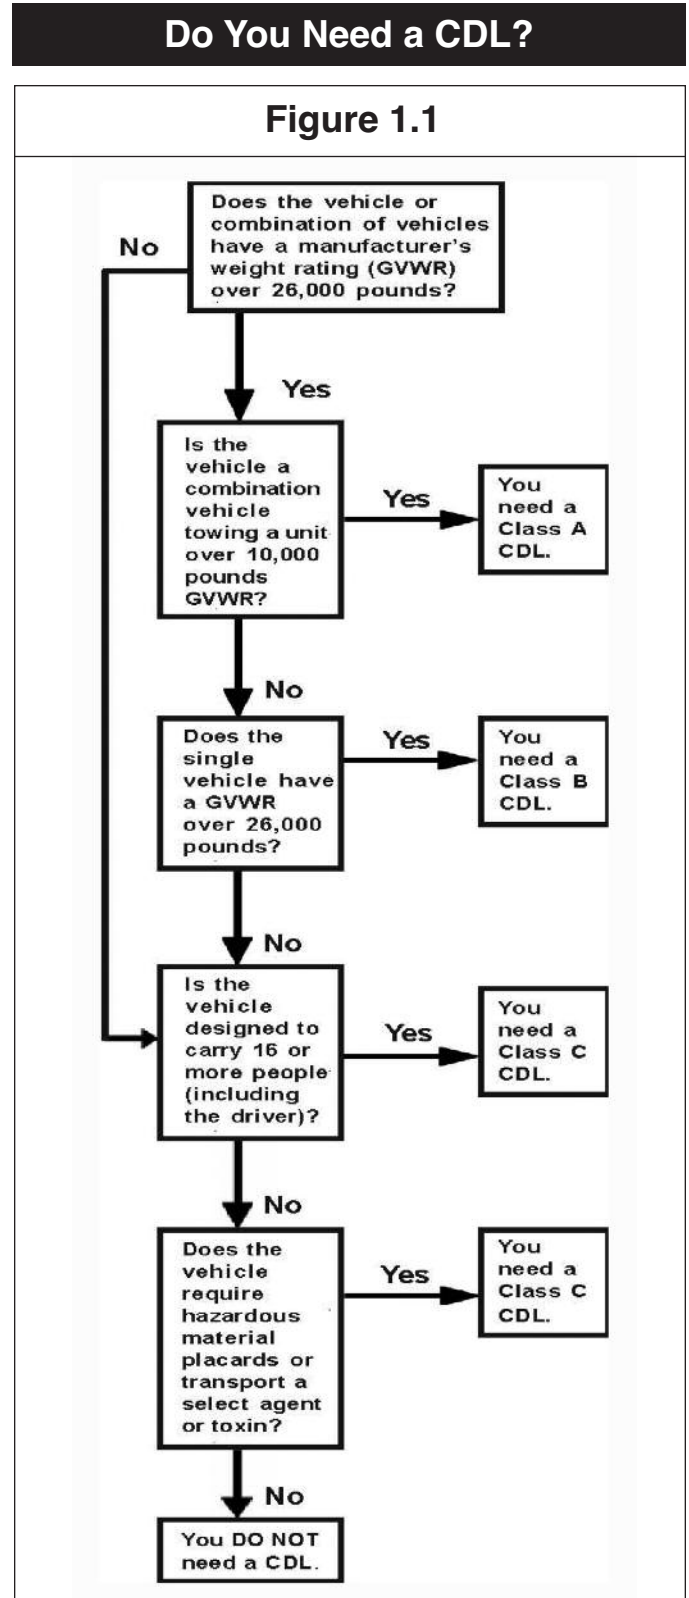 Do You Need a CDL?
Figure 1.1
Does the vehicle or
combination of vehicles
have a manufacturer's
weight rating (GVWR)
over 26,000 pounds?
No
Yes
Is the
vehicle a
combination
vehicle
towing a unit
over 10,000
pounds
GVWR?
Yes
You
need a
Class A
CDL.
No
Does the
single
vehicle have
a GVWR
over 26,000
pounds?
Yes
You
need a
Class B
CDL.
No
Is the
vehicle
designed to
carry 16 or
more people
(including
the driver)?
Yes
You
need a
Class C
CDL.
No
Does the
vehicle
require
hazardous
material
placards or
transport a
select agent
or toxin?
Yes
You
need a
Class C
CDL.
No
You DO NOT
need a CDL.